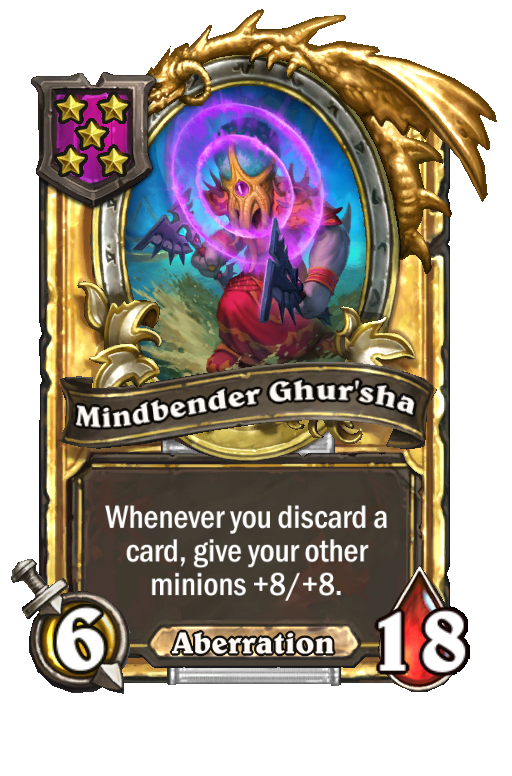 Mindbender Ghur'sha
Whenever you discard a
card, give your other
minions +8/+8.
6
Aberration
18